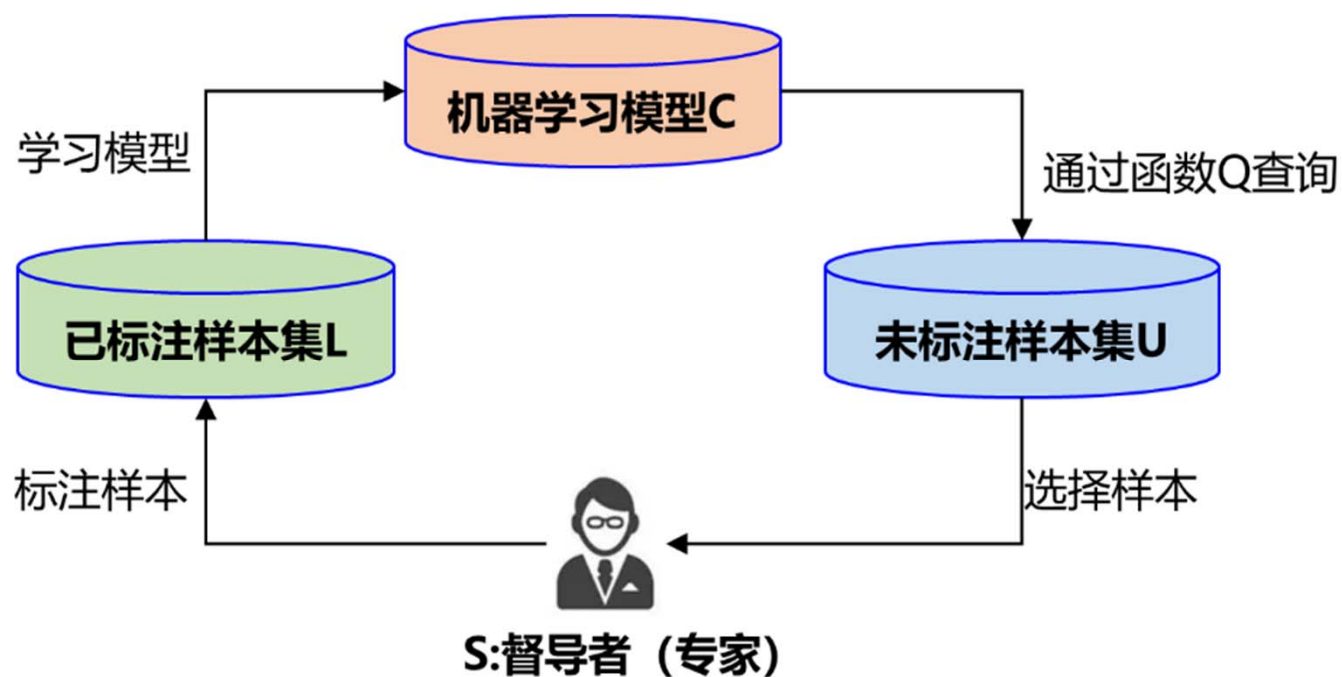 机器学习模型C
学习模型
通过函数Q查询
已标注样本集L
未标注样本集U
标注样本
选择样本
S:督导者（专家）